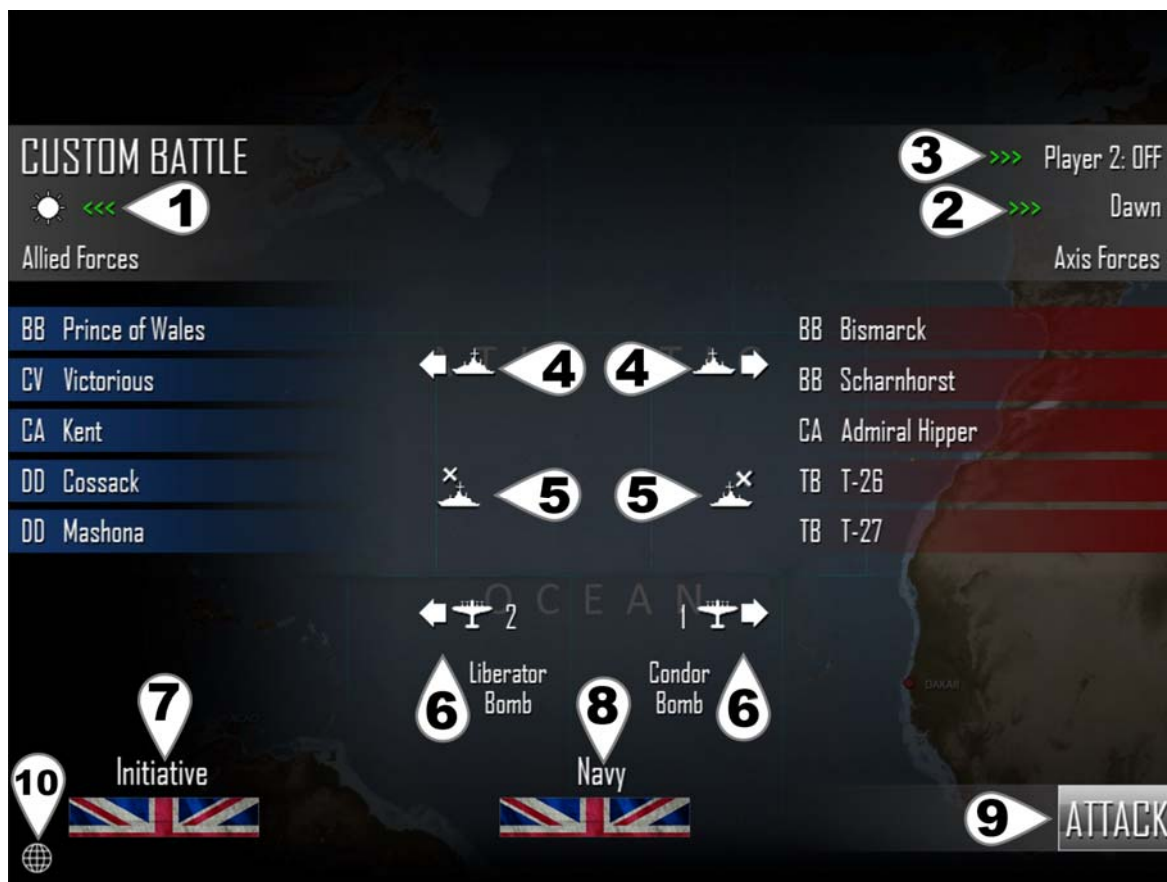 CUSTOM BATTLE
3 >>> Player 2: OFF
<<< 1
2 >>> Dawn
Allied Forces
Axis Forces
BB Prince of Wales
CV Victorious
CA Kent
DD Cossack
DD Mashona
4 4
5 5
BB Bismarck
BB Scharnhorst
CA Admiral Hipper
TB T-26
TB T-27
OCEAN
2 1
6 Liberator
Bomb
Condor
Bomb 6
DAKAR
7
Initiative
8
Navy
10
9 ATTACK